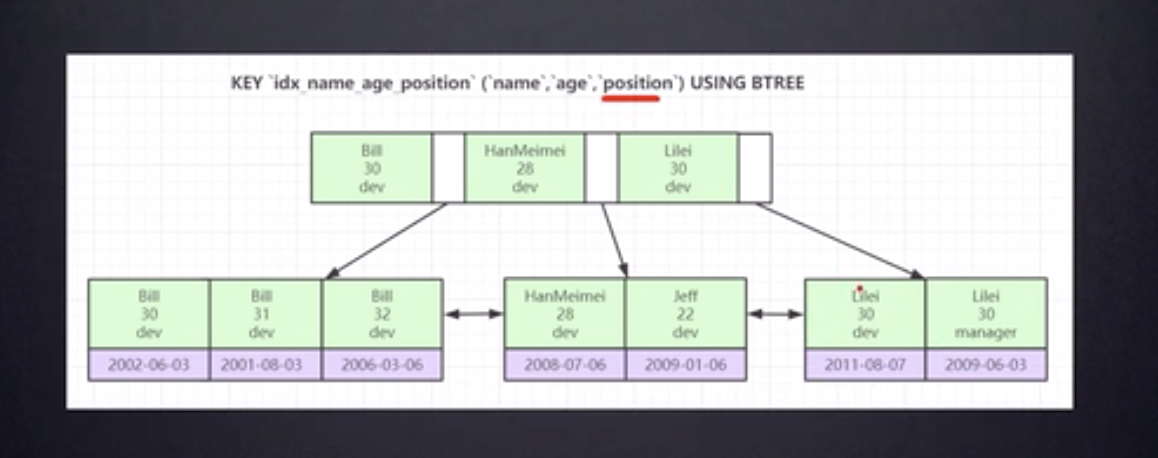 KEY `idx_name_age_position` (`name`,`age`,`position`) USING BTREE
Bill
30
dev
HanMeimei
28
dev
Lilei
30
dev
Bill
30
dev
2002-06-03
Bill
31
dev
2001-08-03
Bill
32
dev
2006-03-06
HanMeimei
28
dev
2008-07-06
Jeff
22
dev
2009-01-06
Lilei
30
dev
2011-08-07
Lilei
30
manager
2009-06-03